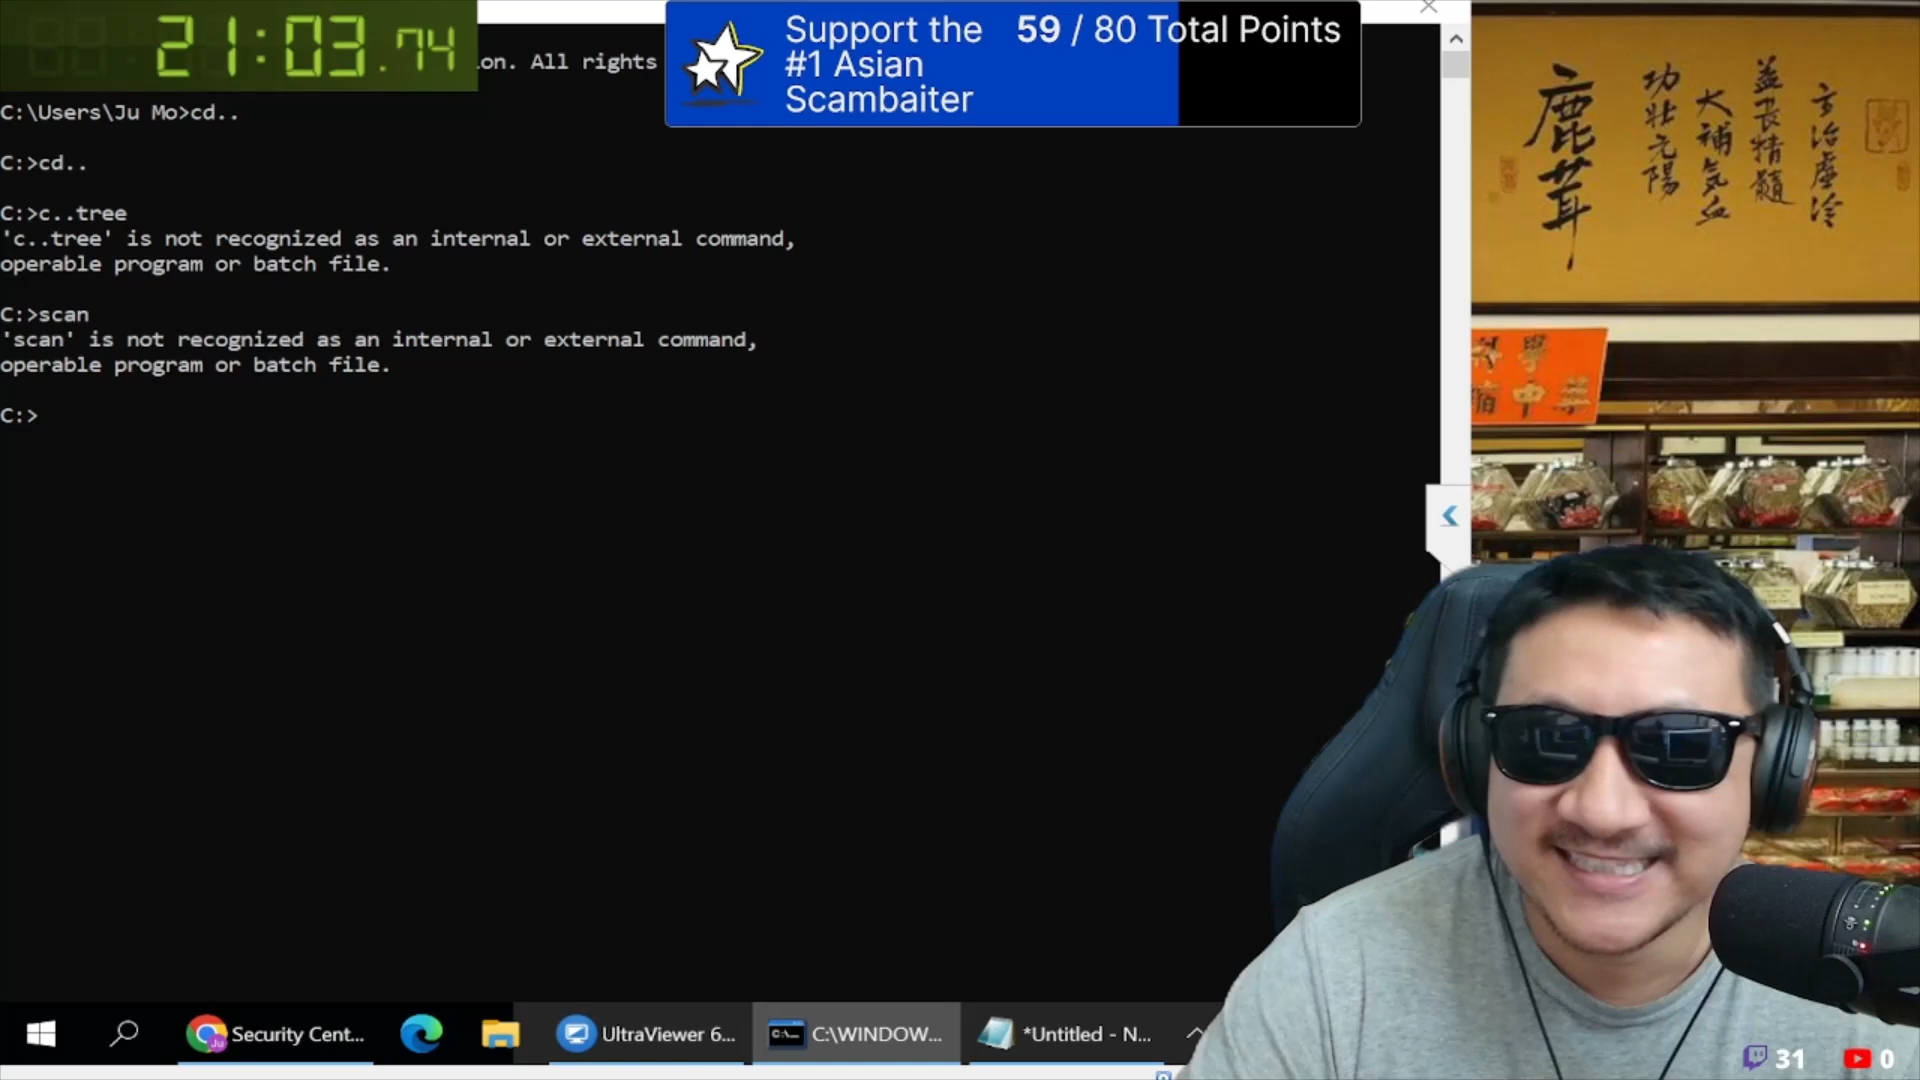 21:03.74
on. All rights
C:\Users\Ju Mo>cd..
C:>cd..
C:>c..tree
'c..tree' is not recognized as an internal or external command,
operable program or batch file.
C:>scan
'scan' is not recognized as an internal or external command,
operable program or batch file.
C:>
Support the
#1 Asian
Scambaiter
59 / 80 Total Points
鹿茸
功壯元陽
大補氣血
益長精髓
主治虛冷
學
中
Security Cent...
UltraViewer 6...
C:\WINDOW...
*Untitled - N...
31
0